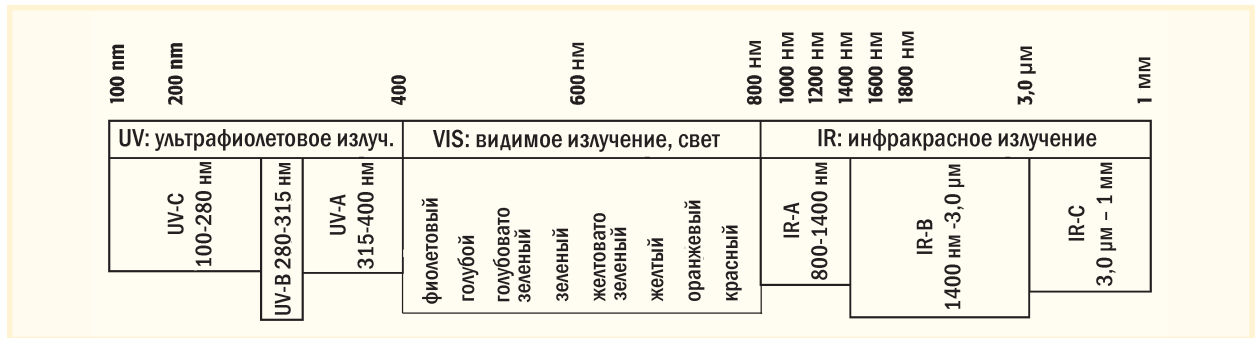 100 nm
200 nm
400
600 нм
800 нм
1000 нм
1200 нм
1400 нм
1600 нм
1800 нм
3,0 µм
1 мм
UV: ультрафиолетовое излуч.
VIS: видимое излучение, свет
IR: инфракрасное излучение
UV-C
100-280 нм
UV-B 280-315 нм
UV-A
315-400 нм
фиолетовый
голубой
голубовато
зеленый
зеленый
желтовато
зеленый
желтый
оранжевый
красный
IR-A
800-1400 нм
IR-B
1400 нм -3,0 µм
IR-C
3,0 µм – 1 мм